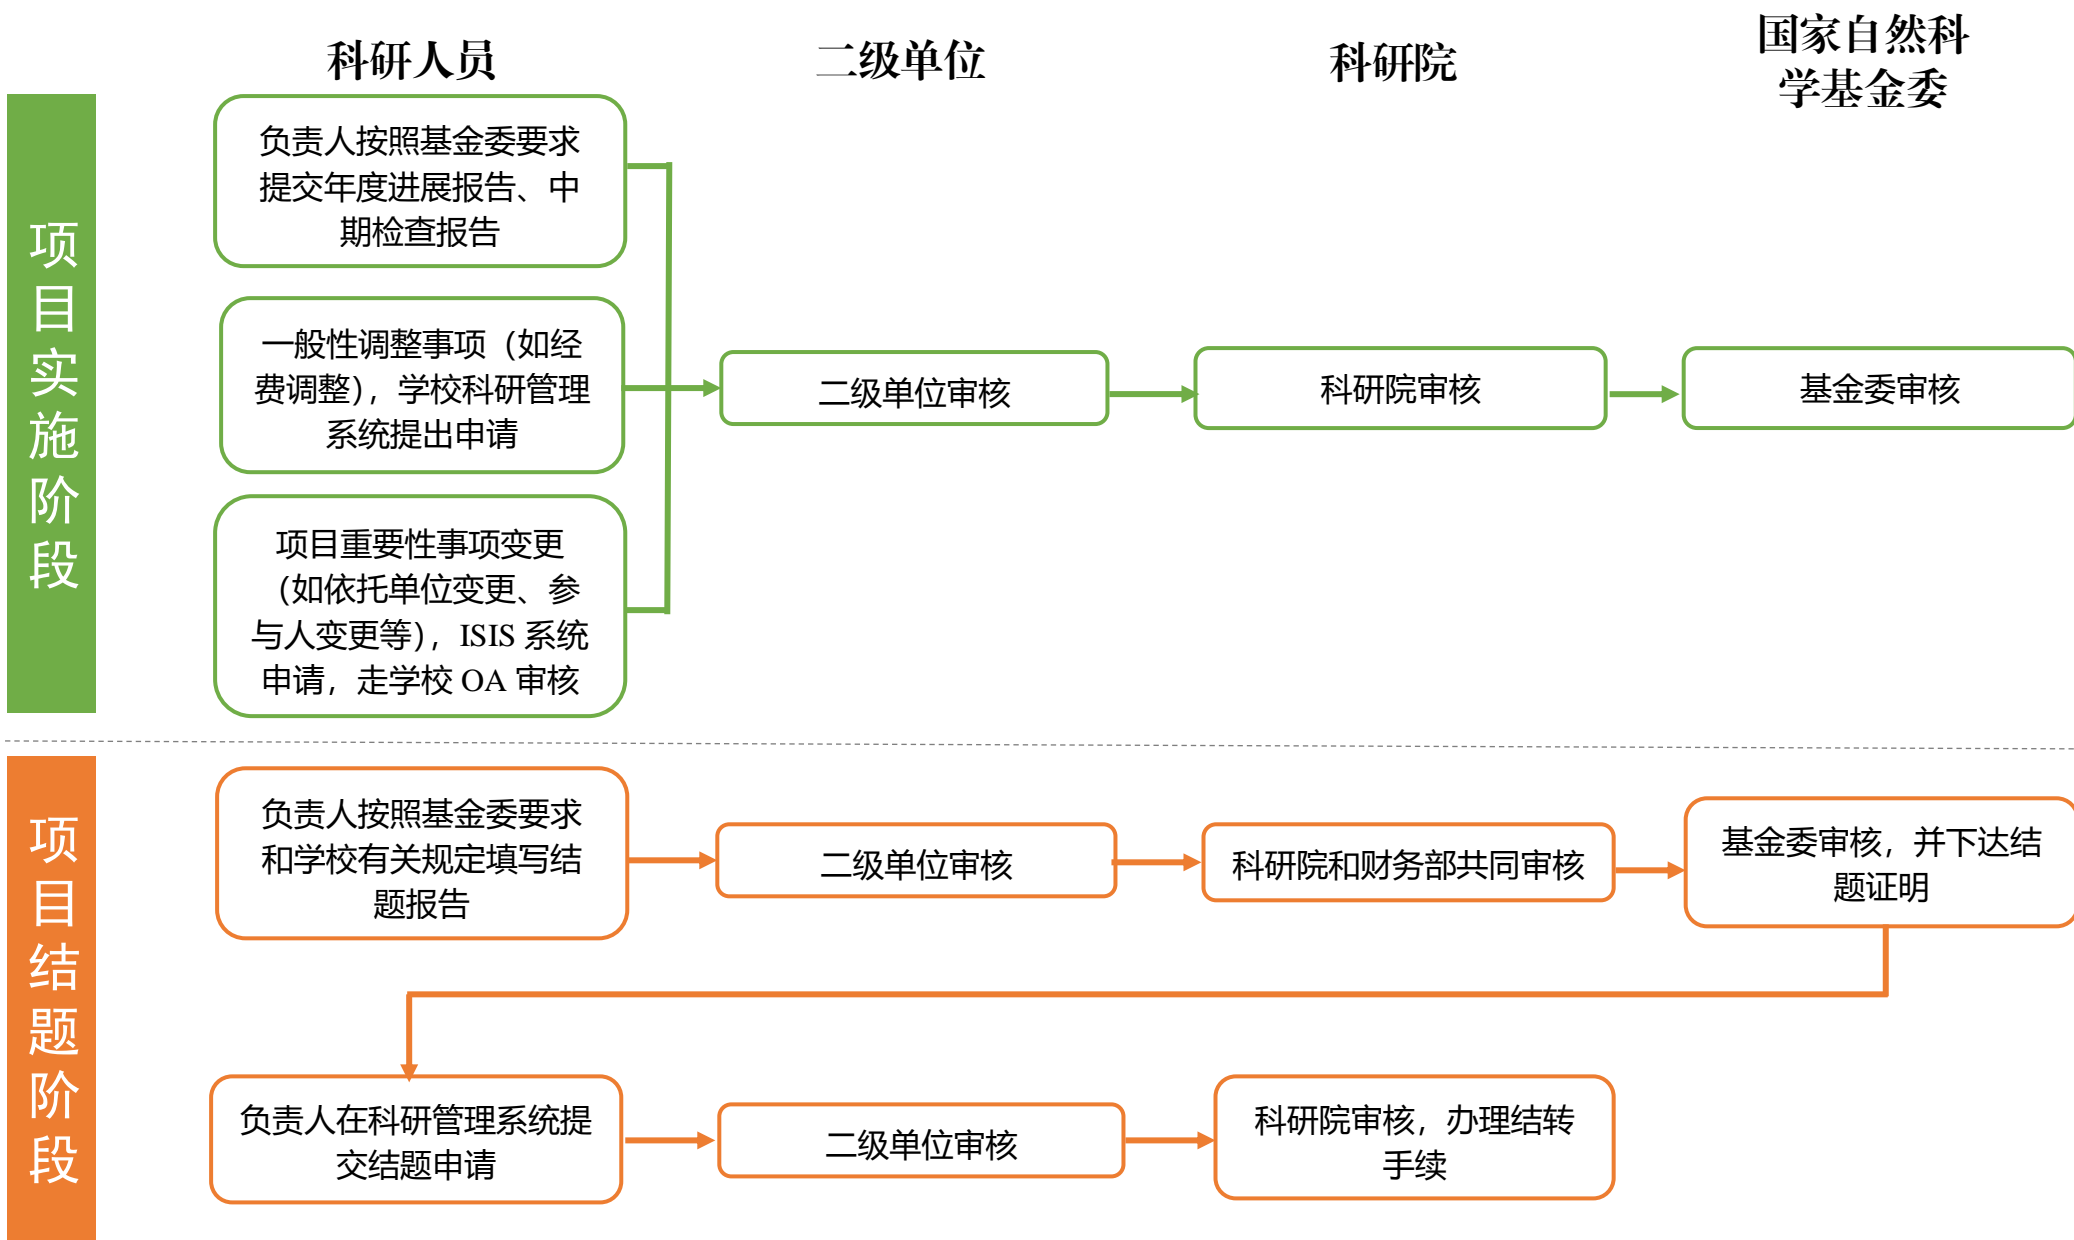 科研人员
二级单位
科研院
国家自然科
学基金委
项目实施阶段
负责人按照基金委要求
提交年度进展报告、中
期检查报告
一般性调整事项（如经
费调整），学校科研管理
系统提出申请
项目重要性事项变更
（如依托单位变更、参
与人变更等），ISIS 系统
申请，走学校 OA 审核
二级单位审核
科研院审核
基金委审核
项目结题阶段
负责人按照基金委要求
和学校有关规定填写结
题报告
二级单位审核
科研院和财务部共同审核
基金委审核，并下达结
题证明
负责人在科研管理系统提
交结题申请
二级单位审核
科研院审核，办理结转
手续